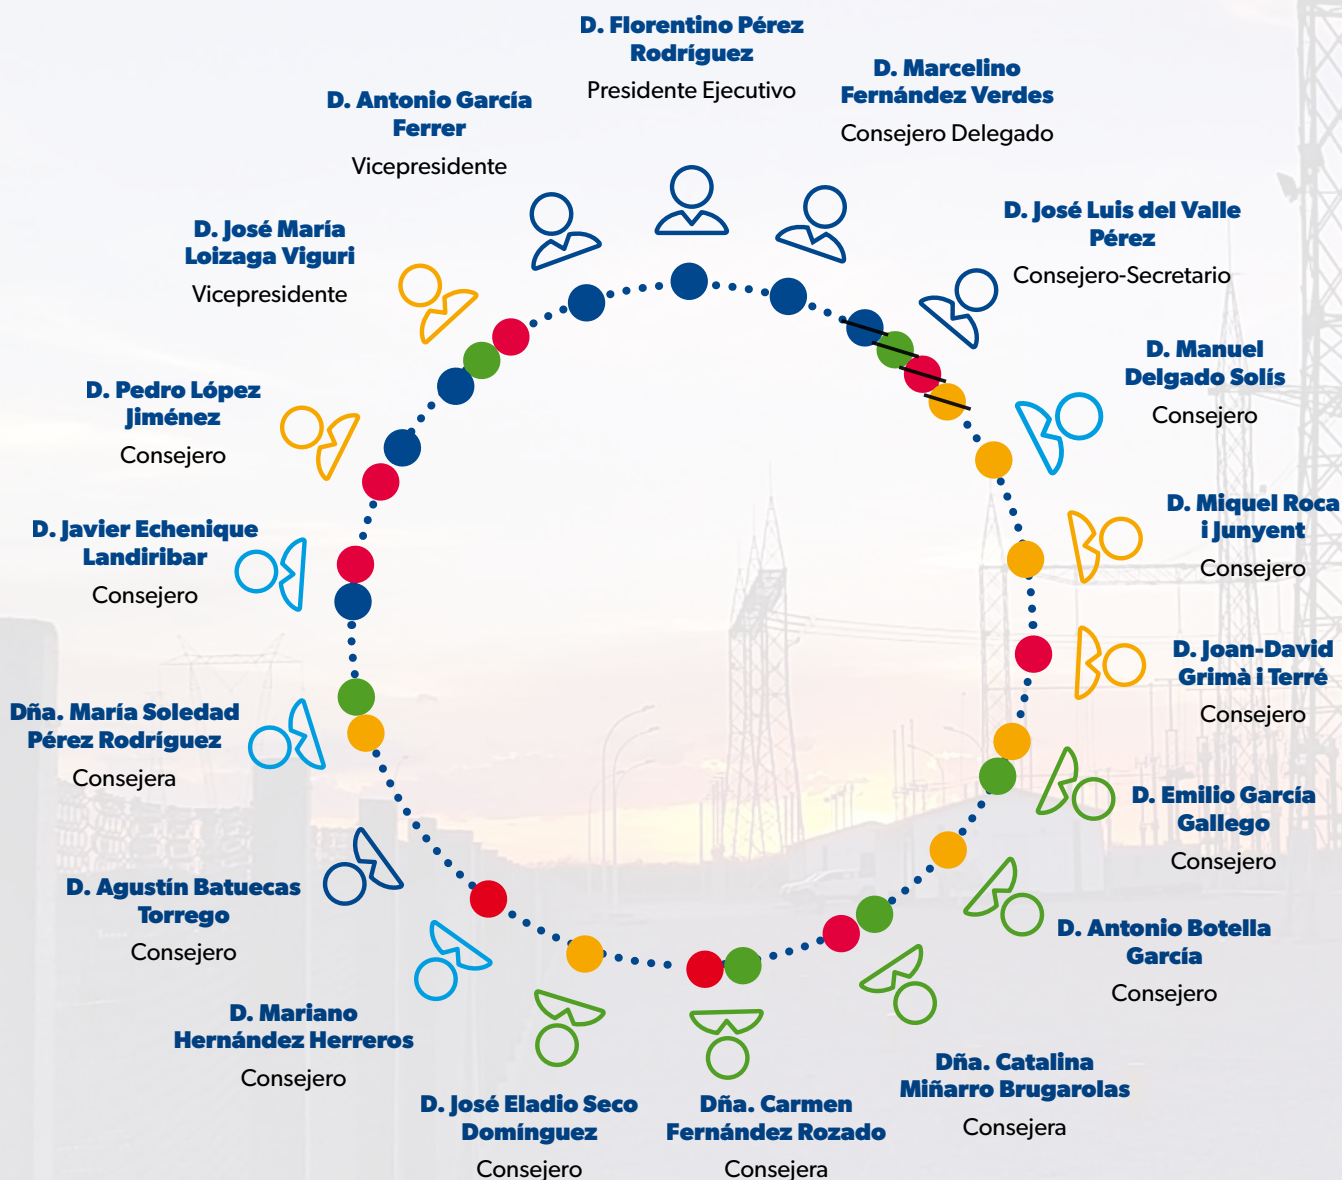 D. Florentino Pérez
Rodríguez
Presidente Ejecutivo
D. Marcelino
Fernández Verdes
Consejero Delegado
D. José Luis del Valle
Pérez
Consejero-Secretario
D. Manuel
Delgado Solís
Consejero
D. Miquel Roca
i Junyent
Consejero
D. Joan-David
Grimà i Terré
Consejero
D. Emilio García
Gallego
Consejero
D. Antonio Botella
García
Consejero
Dña. Catalina
Miñarro Brugarolas
Consejera
Dña. Carmen
Fernández Rozado
Consejera
D. José Eladio Seco
Domínguez
Consejero
D. Mariano
Hernández Herreros
Consejero
D. Agustín Batuecas
Torrego
Consejero
Dña. María Soledad
Pérez Rodríguez
Consejera
D. Javier Echenique
Landiribar
Consejero
D. Pedro López
Jiménez
Consejero
D. José María
Loizaga Viguri
Vicepresidente
D. Antonio García
Ferrer
Vicepresidente